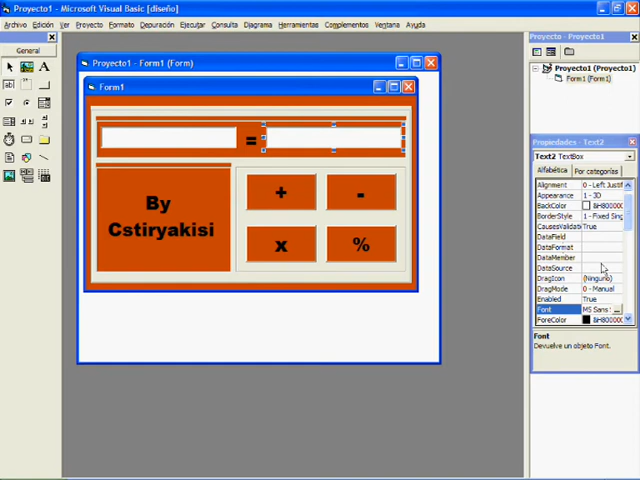 Proyecto1 - Microsoft Visual Basic [diseño]
Archivo Edición Ver Proyecto Formato Depuración Ejecutar Consulta Diagrama Herramientas Complementos Ventana Ayuda
General
A
ab|
Proyecto1 - Form1 (Form)
Form1
=
By
Cstiryakisi
+ -
x %
Proyecto - Proyecto1
Proyecto1 (Proyecto1)
Form1 (Form1)
Propiedades - Text2
Text2 TextBox
Alfabética Por categorías
Alignment 0 - Left Justif
Appearance 1 - 3D
BackColor &H800000
BorderStyle 1 - Fixed Sing
CausesValidati True
DataField
DataFormat
DataMember
DataSource
DragIcon (Ninguno)
DragMode 0 - Manual
Enabled True
Font MS Sans S ...
ForeColor &H800000
Font
Devuelve un objeto Font.